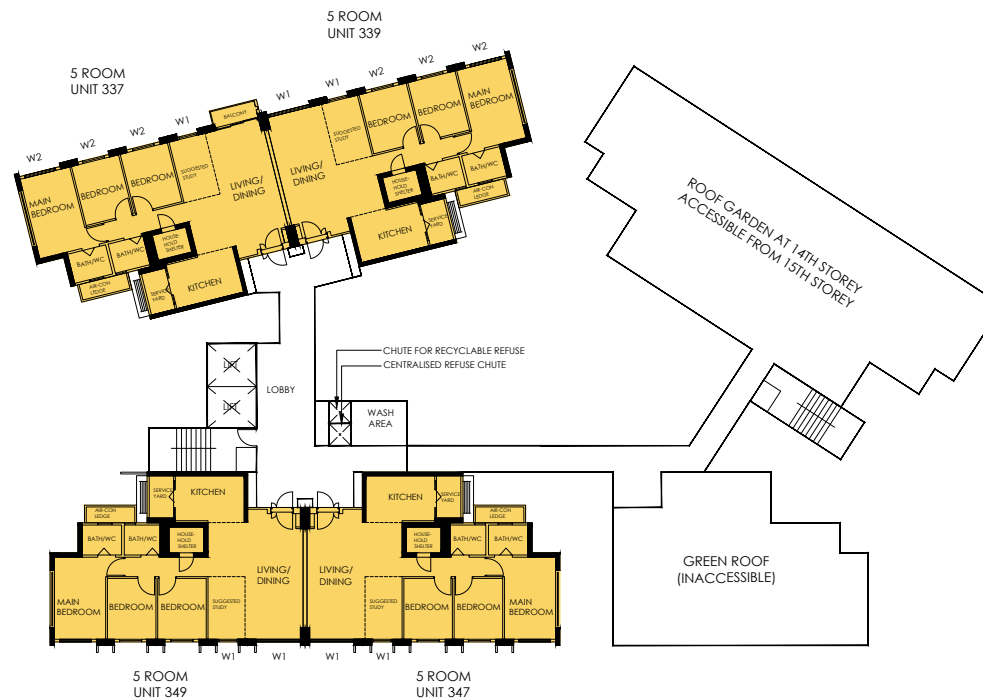 5 ROOM
UNIT 339
5 ROOM
UNIT 337
W2
W2
W2
W1
W1
W2
W2
W2
W1
W1
BALCONY
MAIN
BEDROOM
BEDROOM
BEDROOM
SUGGESTED
STUDY
LIVING/
DINING
HOUSE-
HOLD
SHELTER
BATH/WC
BATH/WC
AIR-CON
LEDGE
SERVICE
YARD
KITCHEN
LIVING/
DINING
SUGGESTED
STUDY
BEDROOM
BEDROOM
MAIN
BEDROOM
HOUSE-
HOLD
SHELTER
BATH/WC
BATH/WC
AIR-CON
LEDGE
KITCHEN
SERVICE
YARD
ROOF GARDEN AT 14TH STOREY
ACCESSIBLE FROM 15TH STOREY
CHUTE FOR RECYCLABLE REFUSE
CENTRALISED REFUSE CHUTE
LIFT
LIFT
LOBBY
WASH
AREA
SERVICE
YARD
KITCHEN
AIR-CON
LEDGE
BATH/WC
BATH/WC
HOUSE-
HOLD
SHELTER
LIVING/
DINING
MAIN
BEDROOM
BEDROOM
BEDROOM
SUGGESTED
STUDY
KITCHEN
SERVICE
YARD
AIR-CON
LEDGE
HOUSE-
HOLD
SHELTER
BATH/WC
BATH/WC
LIVING/
DINING
SUGGESTED
STUDY
BEDROOM
BEDROOM
MAIN
BEDROOM
GREEN ROOF
(INACCESSIBLE)
W1
W1
W1
W1
5 ROOM
UNIT 349
5 ROOM
UNIT 347